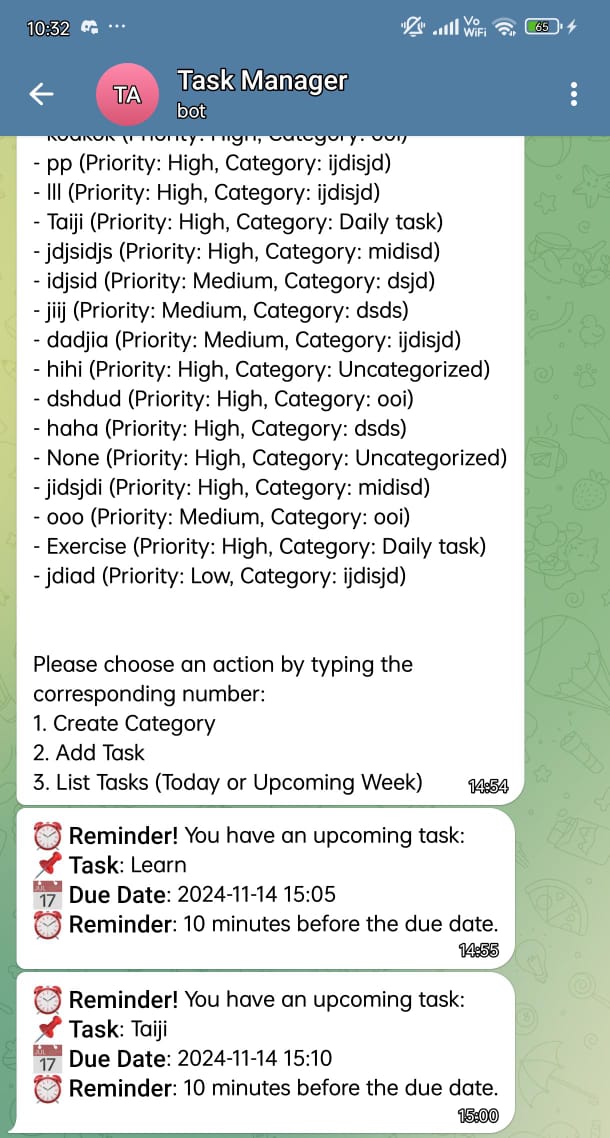 10:32
Vo
WiFi
65
TA
Task Manager
bot
(Priority: High, Category: ooi)
- pp (Priority: High, Category: ijdisjd)
- lll (Priority: High, Category: ijdisjd)
- Taiji (Priority: High, Category: Daily task)
- jdjsidjs (Priority: High, Category: midisd)
- idjsid (Priority: Medium, Category: dsjd)
- jiij (Priority: Medium, Category: dsds)
- dadjia (Priority: Medium, Category: ijdisjd)
- hihi (Priority: High, Category: Uncategorized)
- dshdud (Priority: High, Category: ooi)
- haha (Priority: High, Category: dsds)
- None (Priority: High, Category: Uncategorized)
- jidsjdi (Priority: High, Category: midisd)
- ooo (Priority: Medium, Category: ooi)
- Exercise (Priority: High, Category: Daily task)
- jdiad (Priority: Low, Category: ijdisjd)
Please choose an action by typing the
corresponding number:
1. Create Category
2. Add Task
3. List Tasks (Today or Upcoming Week)
14:54
Reminder! You have an upcoming task:
Task: Learn
17 Due Date: 2024-11-14 15:05
Reminder: 10 minutes before the due date.
14:55
Reminder! You have an upcoming task:
Task: Taiji
17 Due Date: 2024-11-14 15:10
Reminder: 10 minutes before the due date.
15:00